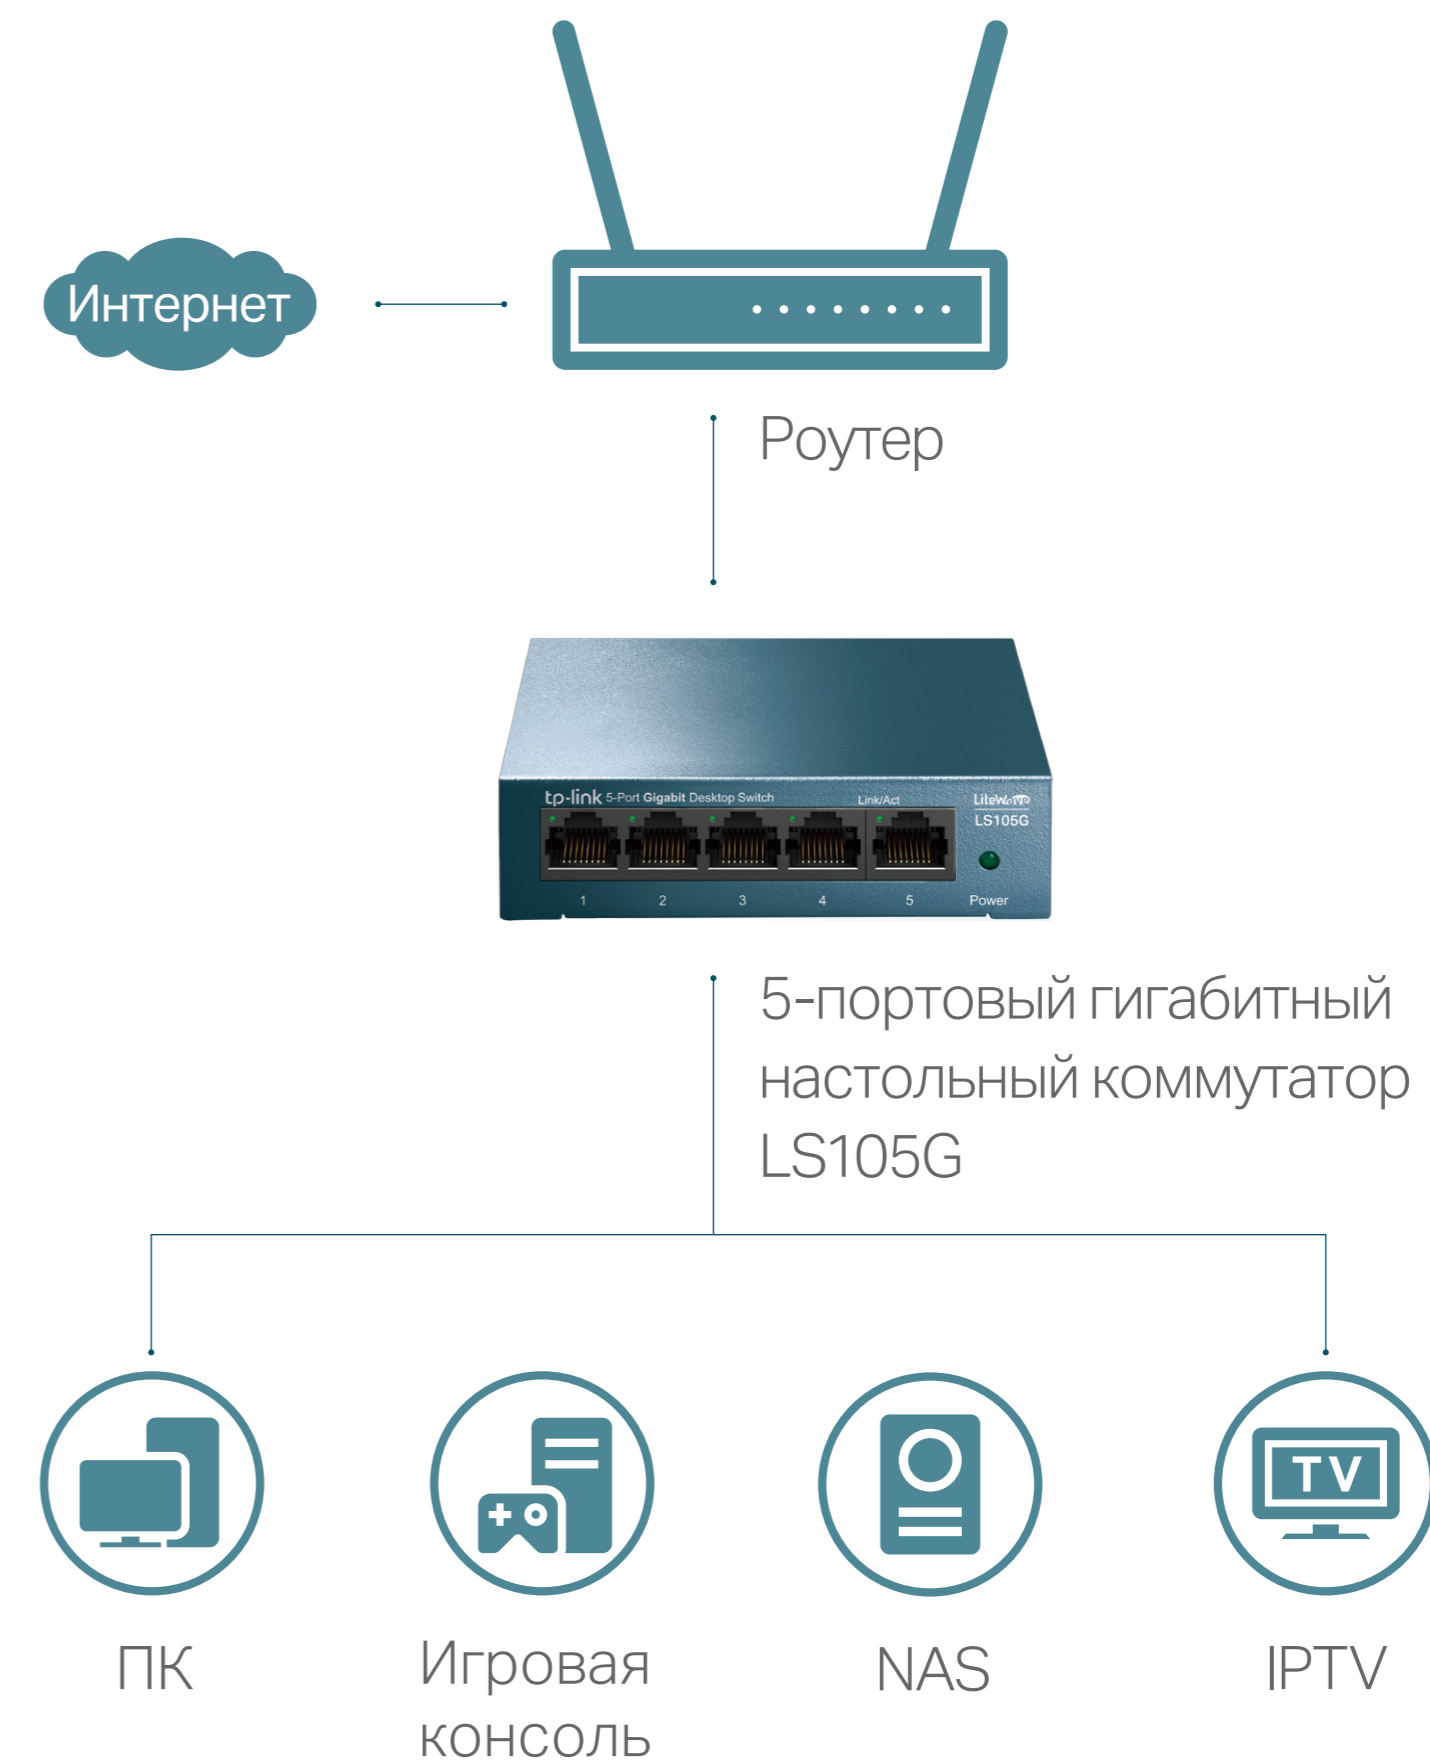 Интернет
Роутер
tp-link 5-Port Gigabit Desktop Switch Link/Act LiteWave
LS105G
1 2 3 4 5 Power
5-портовый гигабитный
настольный коммутатор
LS105G
TV
ПК
Игровая
консоль
NAS
IPTV